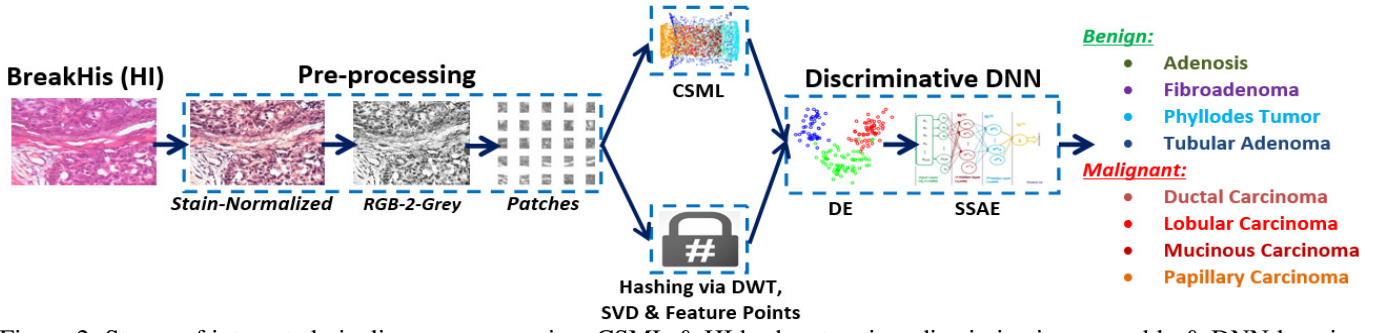 BreakHis (HI)
Pre-processing
Stain-Normalized
RGB-2-Grey
Patches
CSML
#
Hashing via DWT,
SVD & Feature Points
Discriminative DNN
DE
SSAE
Benign:
• Adenosis
• Fibroadenoma
• Phyllodes Tumor
• Tubular Adenoma
Malignant:
• Ductal Carcinoma
• Lobular Carcinoma
• Mucinous Carcinoma
• Papillary Carcinoma